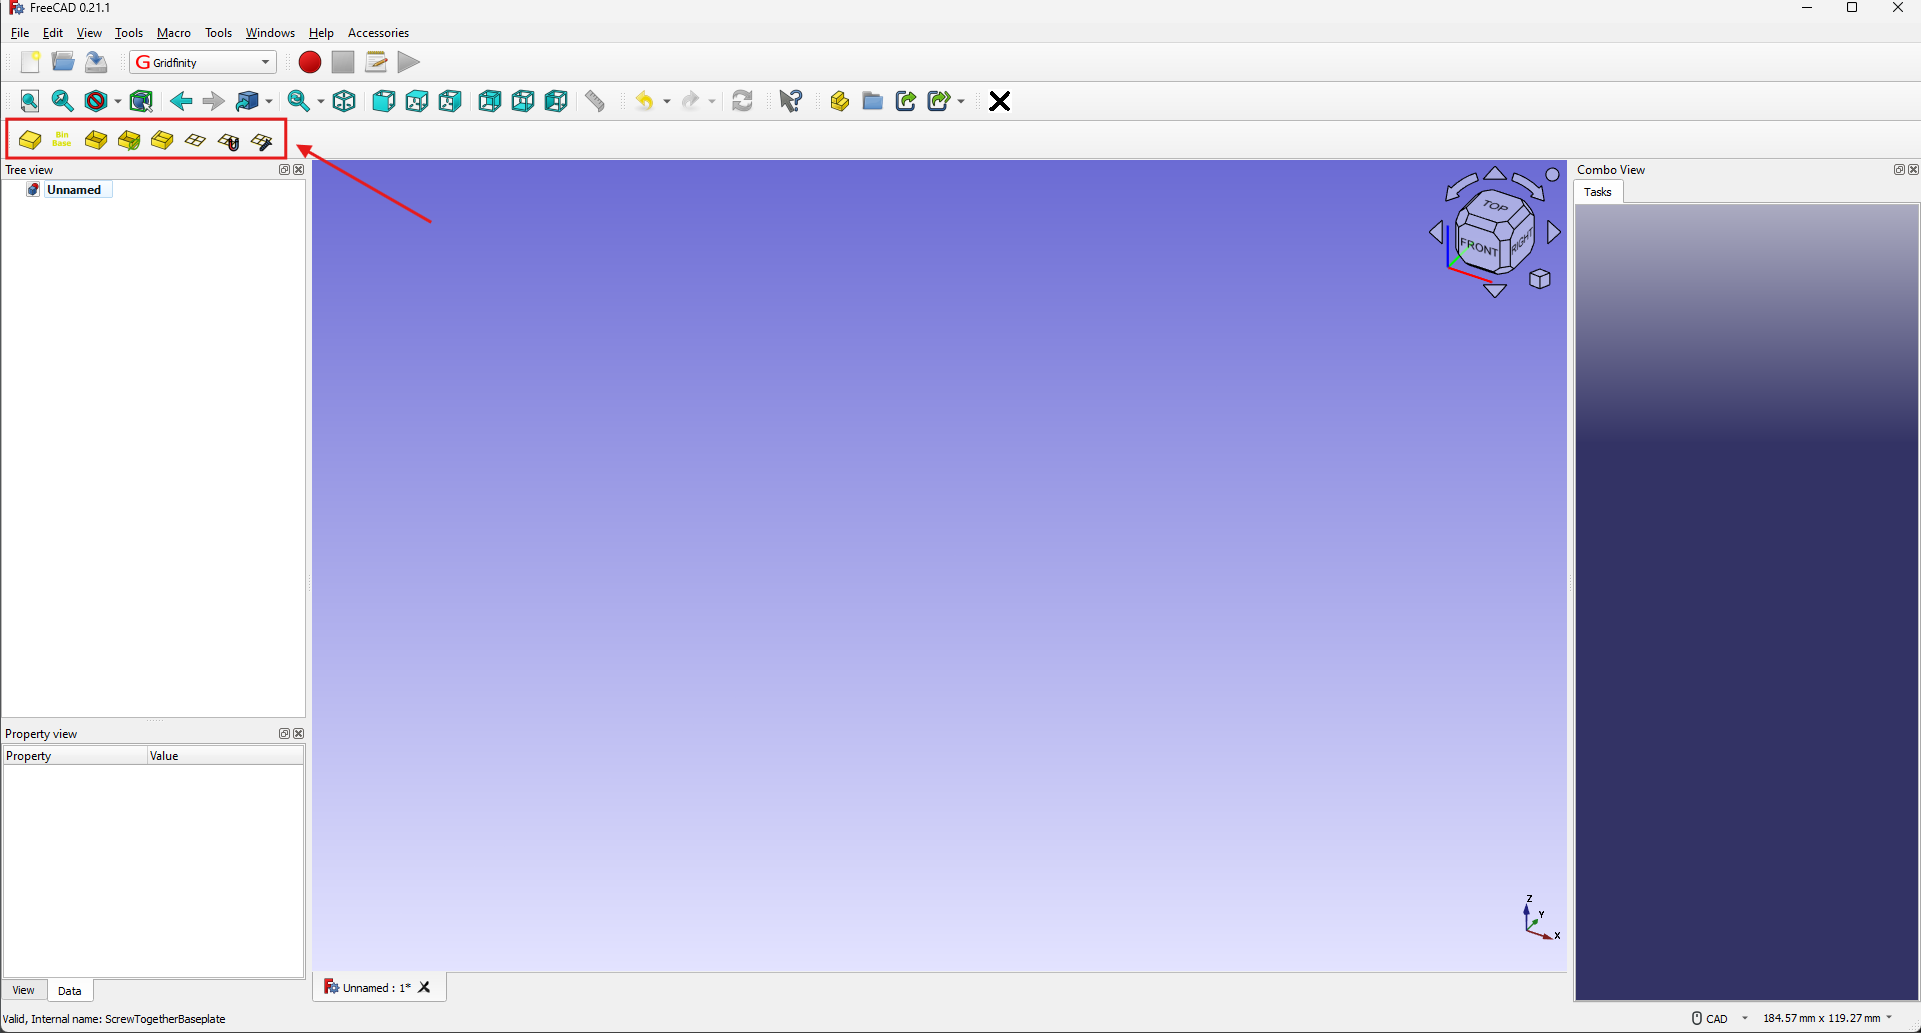 FreeCAD 0.21.1
File Edit View Tools Macro Tools Windows Help Accessories
Gridfinity
Bin
Base
Tree view
Unnamed
Combo View
Tasks
TOP
FRONT
RIGHT
Property view
Property Value
Z
Y
X
View Data
Unnamed : 1*
Valid, Internal name: ScrewTogetherBaseplate
CAD 184.57 mm x 119.27 mm